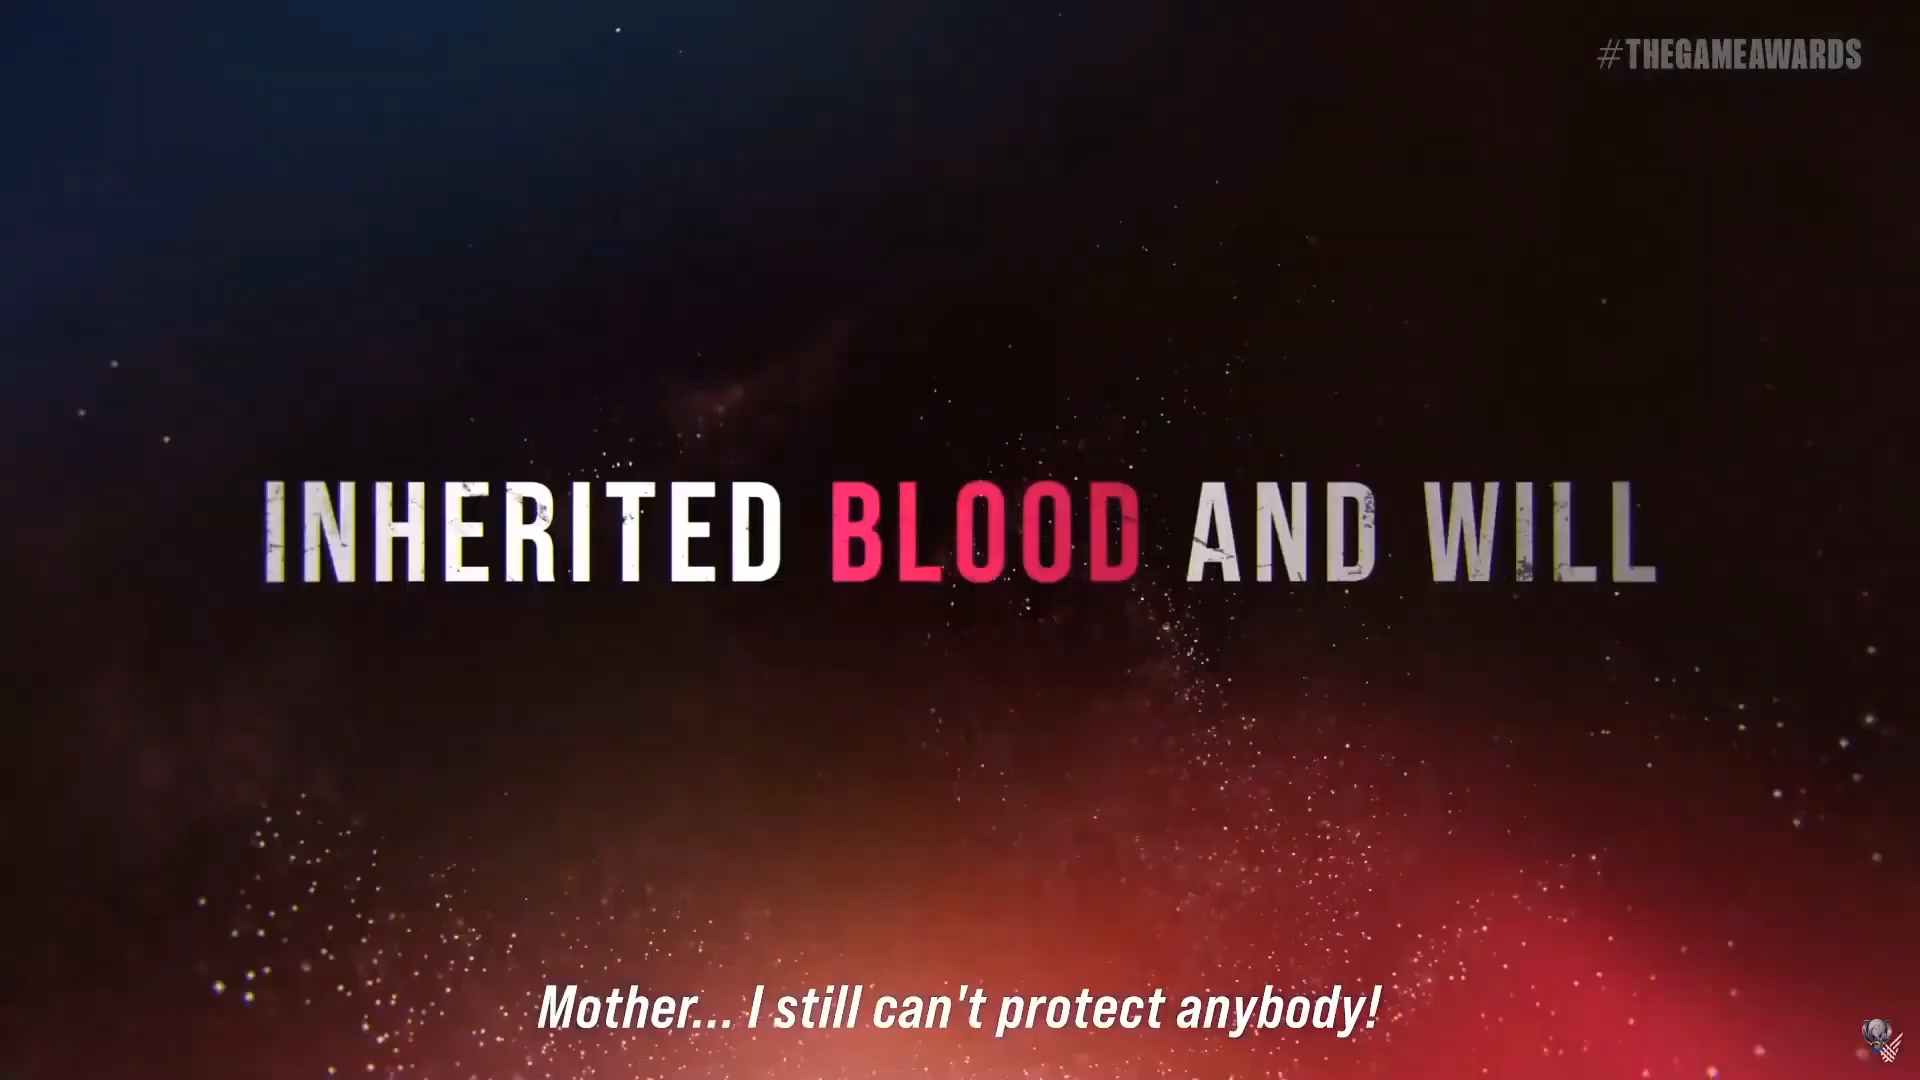 #THEGAMEAWARDS
INHERITED BLOOD AND WILL
Mother... I still can't protect anybody!